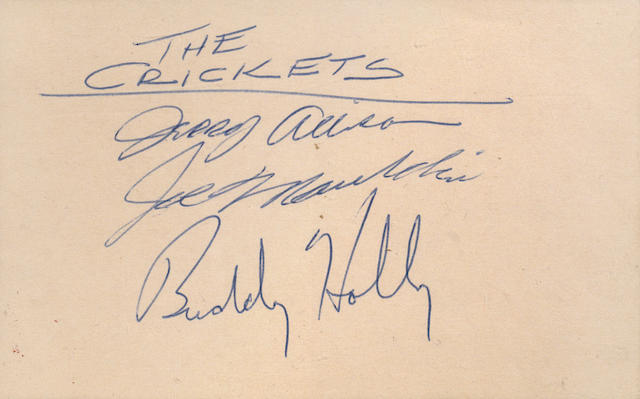 THE
CRICKETS
Jerry Allison
Joe Mauldin
Buddy Holly